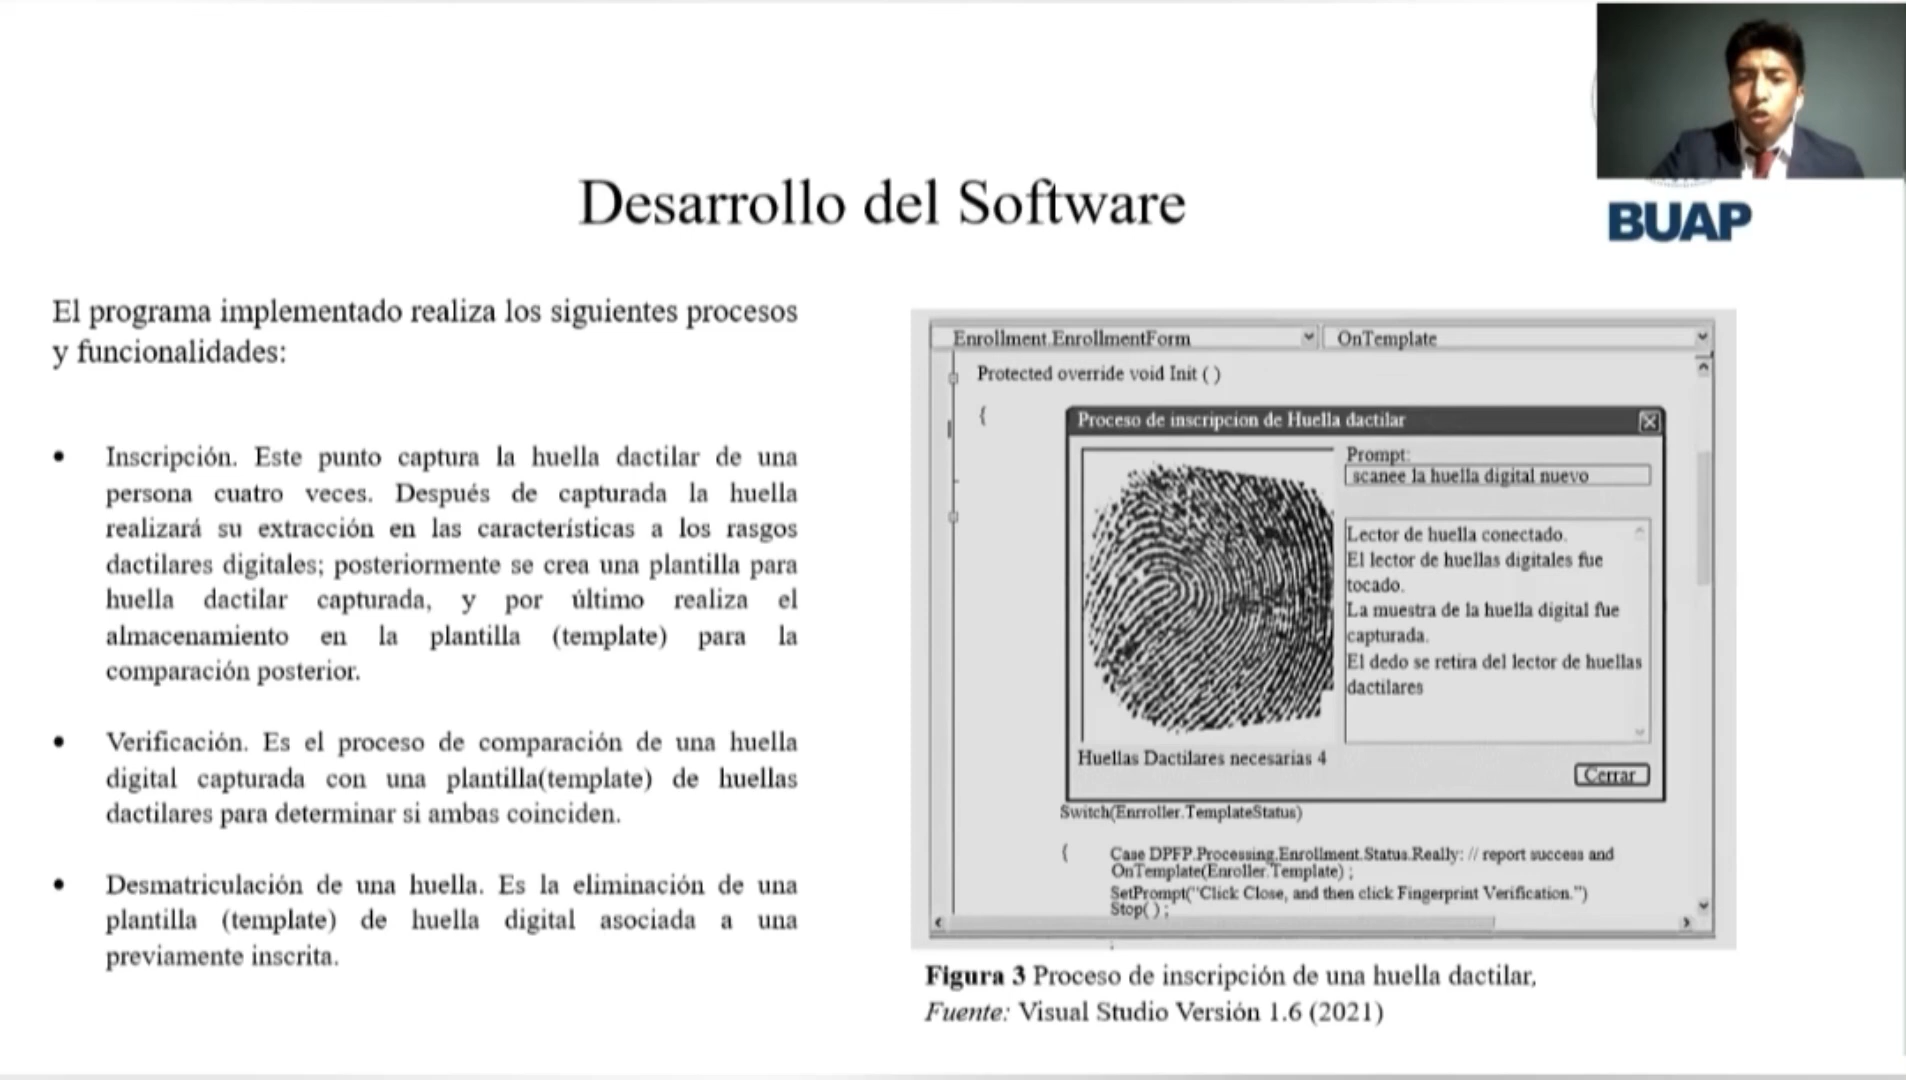 BUAP
Desarrollo del Software
El programa implementado realiza los siguientes procesos
y funcionalidades:
• Inscripción. Este punto captura la huella dactilar de una
persona cuatro veces. Después de capturada la huella
realizará su extracción en las características a los rasgos
dactilares digitales; posteriormente se crea una plantilla para
huella dactilar capturada, y por último realiza el
almacenamiento en la plantilla (template) para la
comparación posterior.
• Verificación. Es el proceso de comparación de una huella
digital capturada con una plantilla(template) de huellas
dactilares para determinar si ambas coinciden.
• Desmatriculación de una huella. Es la eliminación de una
plantilla (template) de huella digital asociada a una
previamente inscrita.
Enrollment.EnrollmentForm
OnTemplate
Protected override void Init ( )
{
Proceso de inscripcion de Huella dactilar
Prompt:
scanee la huella digital nuevo
Lector de huella conectado.
El lector de huellas digitales fue
tocado.
La muestra de la huella digital fue
capturada.
El dedo se retira del lector de huellas
dactilares
Huellas Dactilares necesarias 4
Cerrar
Switch(Enrroller.TemplateStatus)
{ Case DPFP.Processing.Enrollment.Status.Really: // report success and
OnTemplate(Enroller.Template) ;
SetPrompt("Click Close, and then click Fingerprint Verification.")
Stop( ) ;
Figura 3 Proceso de inscripción de una huella dactilar,
Fuente: Visual Studio Versión 1.6 (2021)